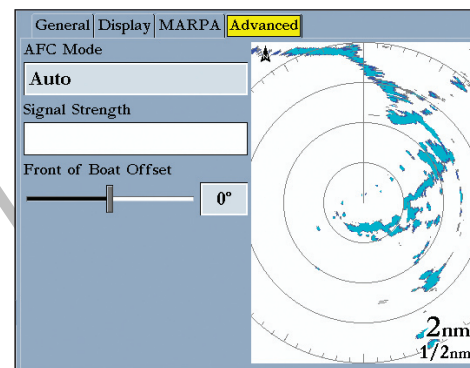 General Display MARPA Advanced
AFC Mode
Auto
Signal Strength
Front of Boat Offset
0°
2nm
1/2nm